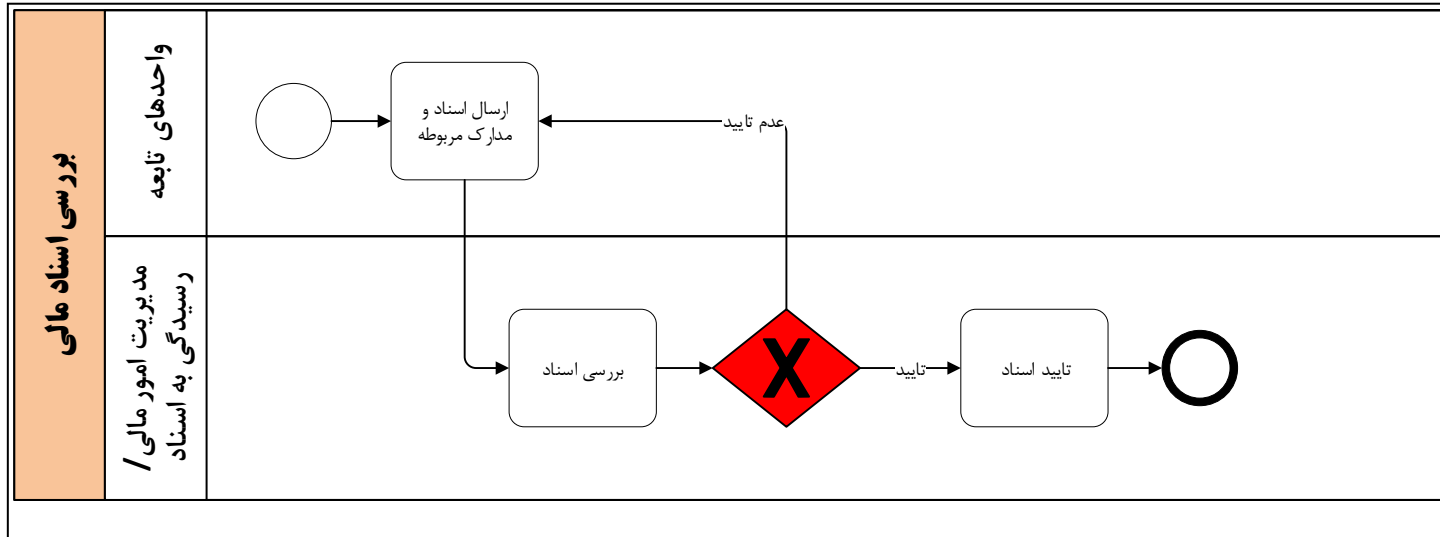 بررسی اسناد مالی
واحدهای تابعه
ارسال اسناد و
مدارک مربوطه
عدم تایید
مدیریت امور مالی/
رسیدگی به اسناد
بررسی اسناد
X
تایید
تایید اسناد